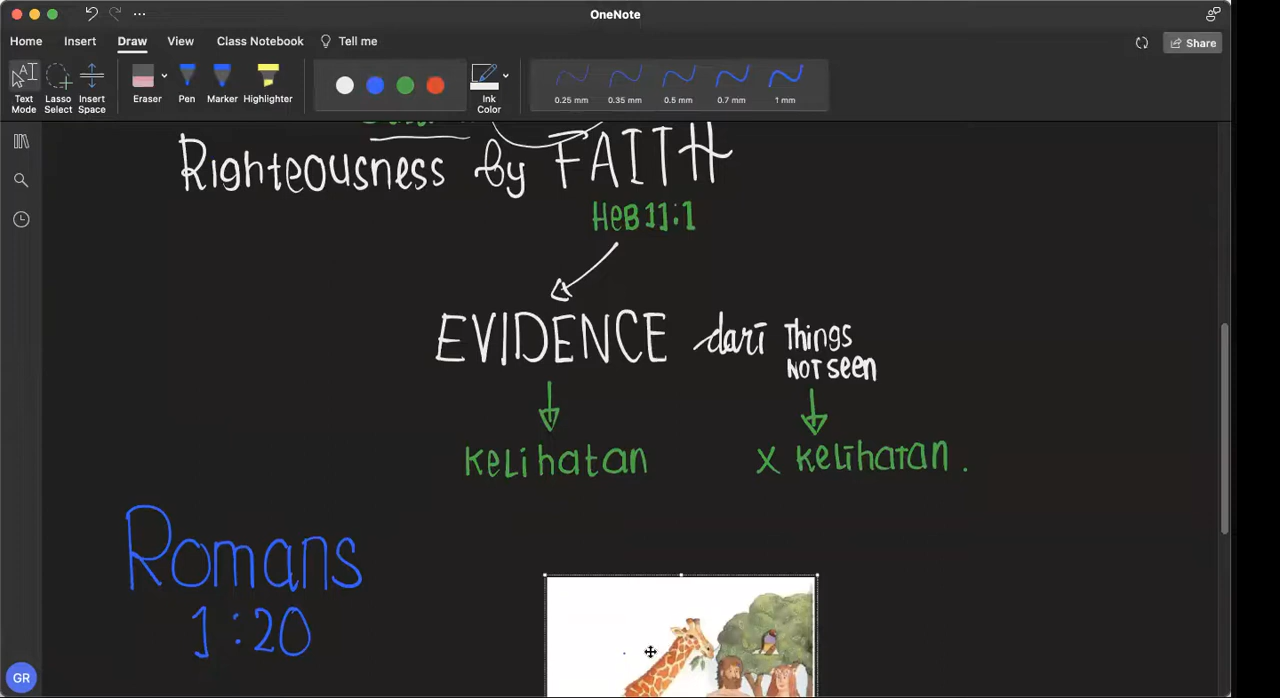 OneNote
Home Insert Draw View Class Notebook Tell me
Share
Text Mode
Lasso Select
Insert Space
Eraser
Pen
Marker
Highlighter
Ink Color
0.25 mm
0.35 mm
0.5 mm
0.7 mm
1 mm
Righteousness by FAITH
HEB 11:1
EVIDENCE dari Things
NOT seen
Kelihatan X Kelihatan.
Romans
1:20
GR